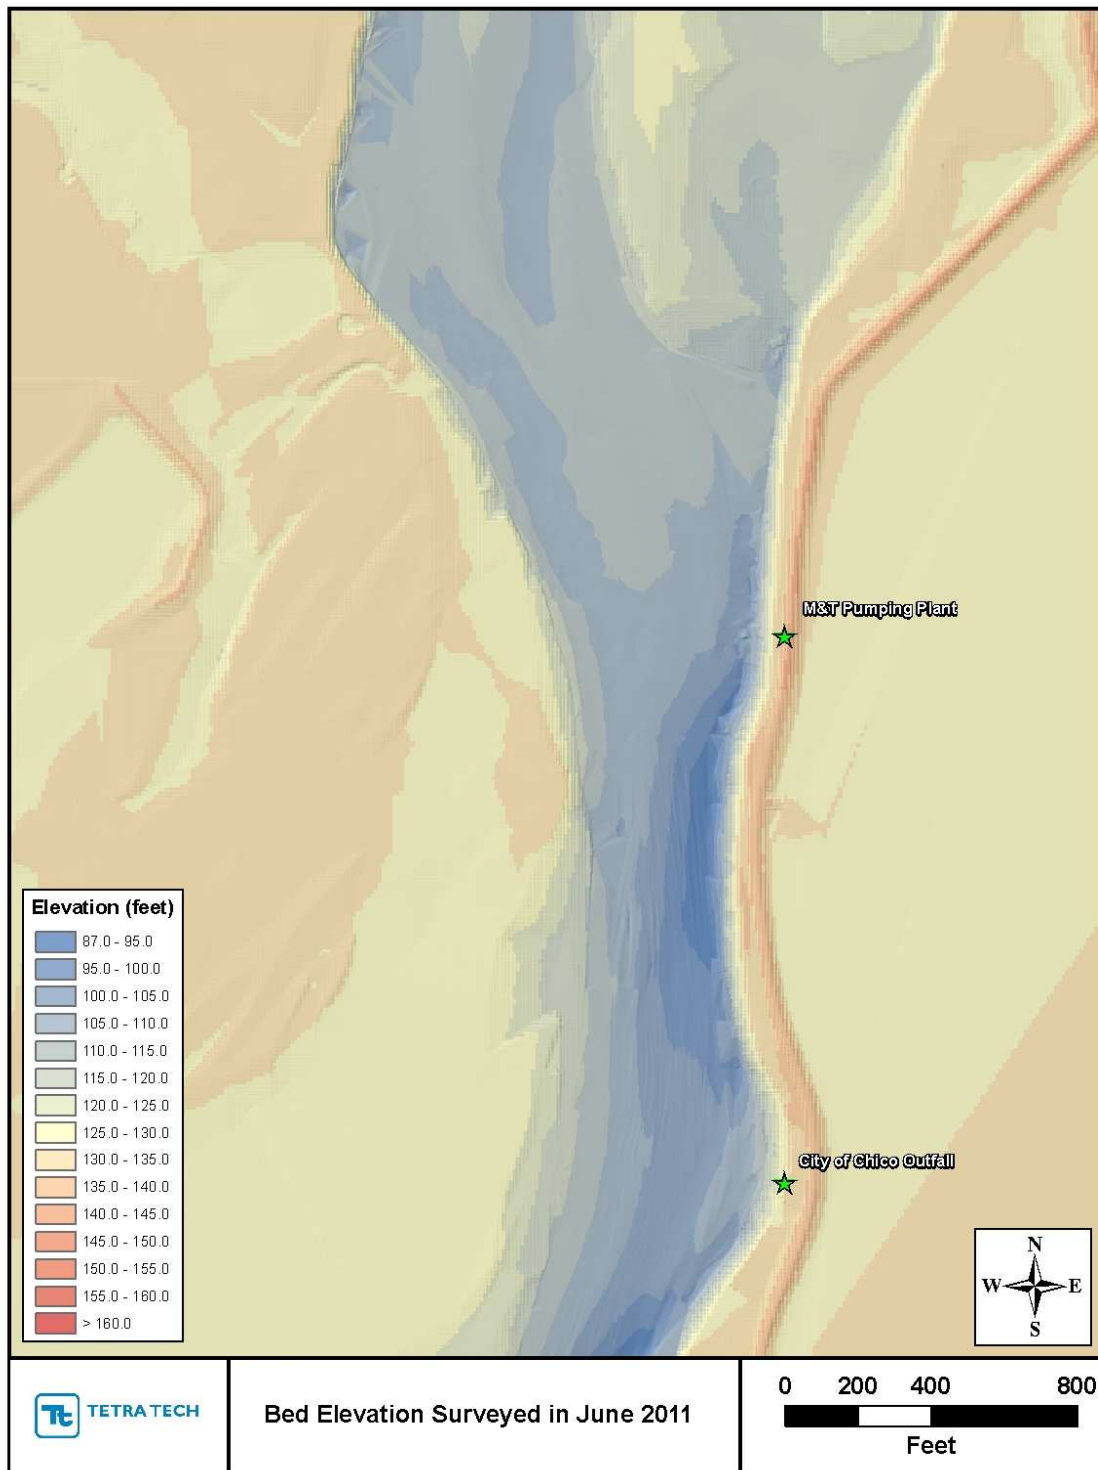 M&T Pumping Plant
Elevation (feet)
87.0 - 95.0
95.0 - 100.0
100.0 - 105.0
105.0 - 110.0
110.0 - 115.0
115.0 - 120.0
120.0 - 125.0
125.0 - 130.0
130.0 - 135.0
135.0 - 140.0
140.0 - 145.0
145.0 - 150.0
150.0 - 155.0
155.0 - 160.0
> 160.0
City of Chico Outfall
N
W E
S
Tt TETRA TECH
Bed Elevation Surveyed in June 2011
0 200 400 800
Feet